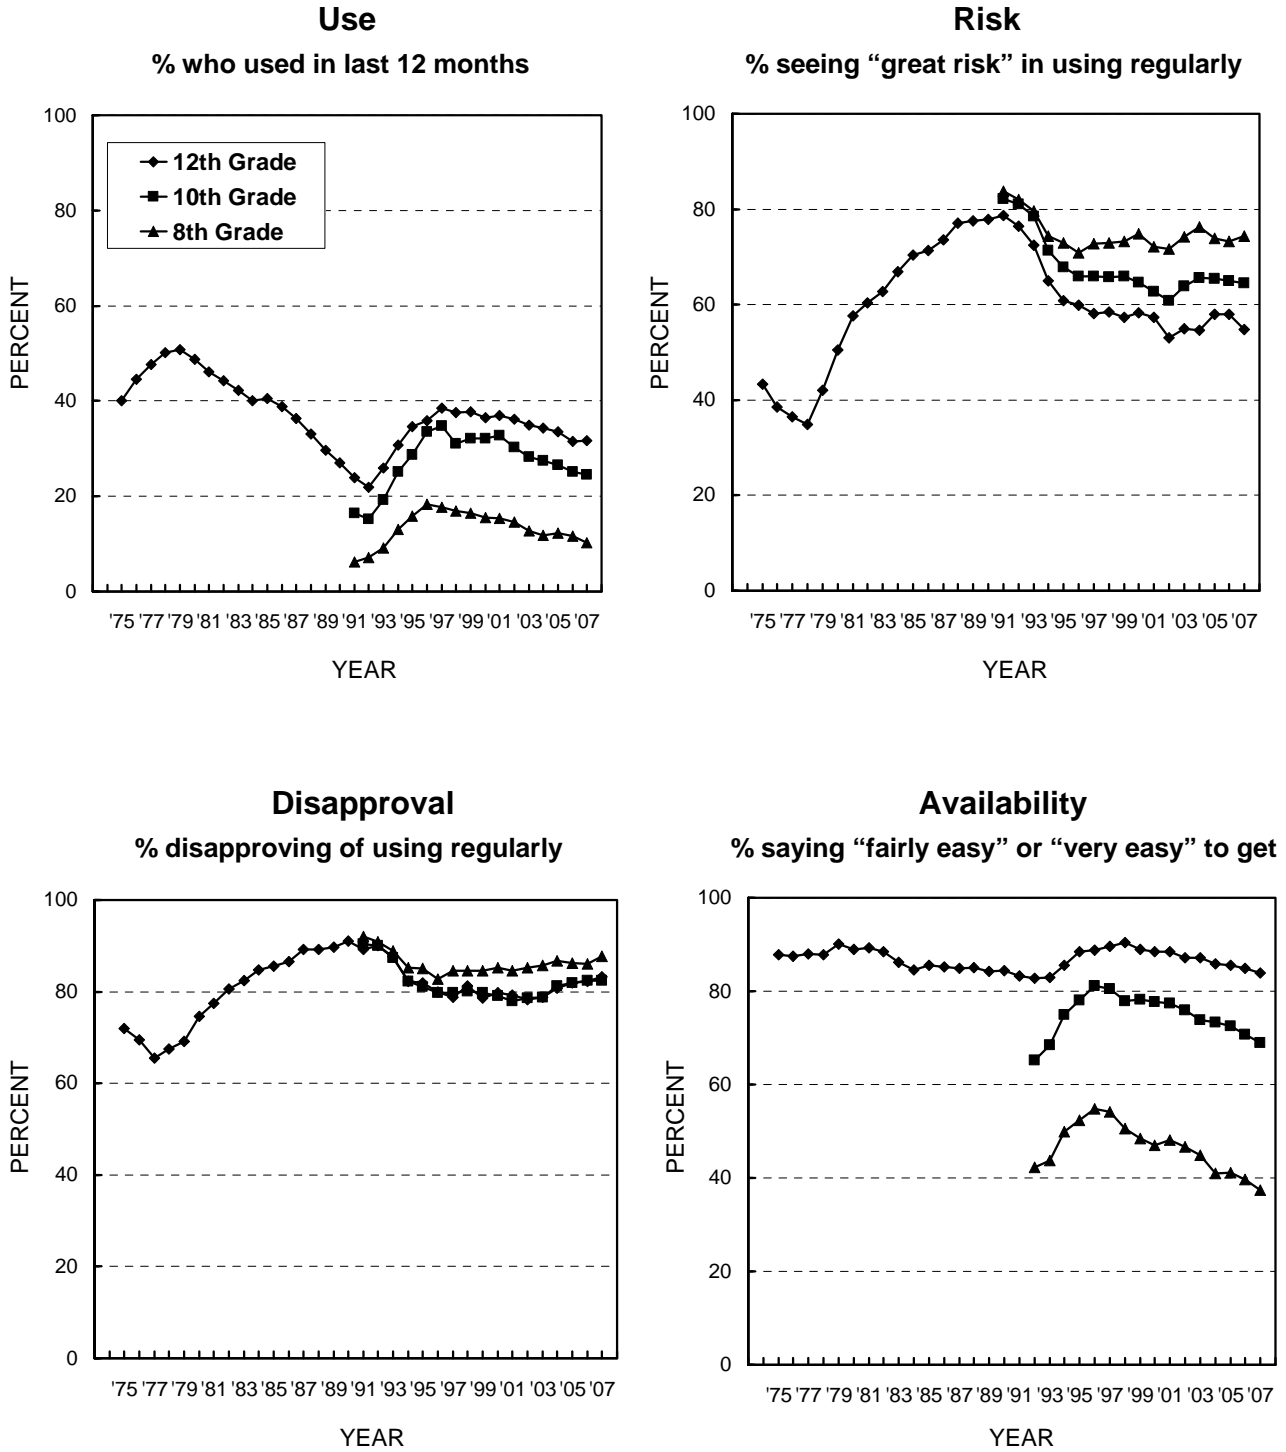 Use
% who used in last 12 months
100
80
60
40
20
0
PERCENT
12th Grade
10th Grade
8th Grade
'75 '77 '79 '81 '83 '85 '87 '89 '91 '93 '95 '97 '99 '01 '03 '05 '07
YEAR
Risk
% seeing “great risk” in using regularly
100
80
60
40
20
0
PERCENT
'75 '77 '79 '81 '83 '85 '87 '89 '91 '93 '95 '97 '99 '01 '03 '05 '07
YEAR
Disapproval
% disapproving of using regularly
100
80
60
40
20
0
PERCENT
'75 '77 '79 '81 '83 '85 '87 '89 '91 '93 '95 '97 '99 '01 '03 '05 '07
YEAR
Availability
% saying “fairly easy” or “very easy” to get
100
80
60
40
20
0
PERCENT
'75 '77 '79 '81 '83 '85 '87 '89 '91 '93 '95 '97 '99 '01 '03 '05 '07
YEAR